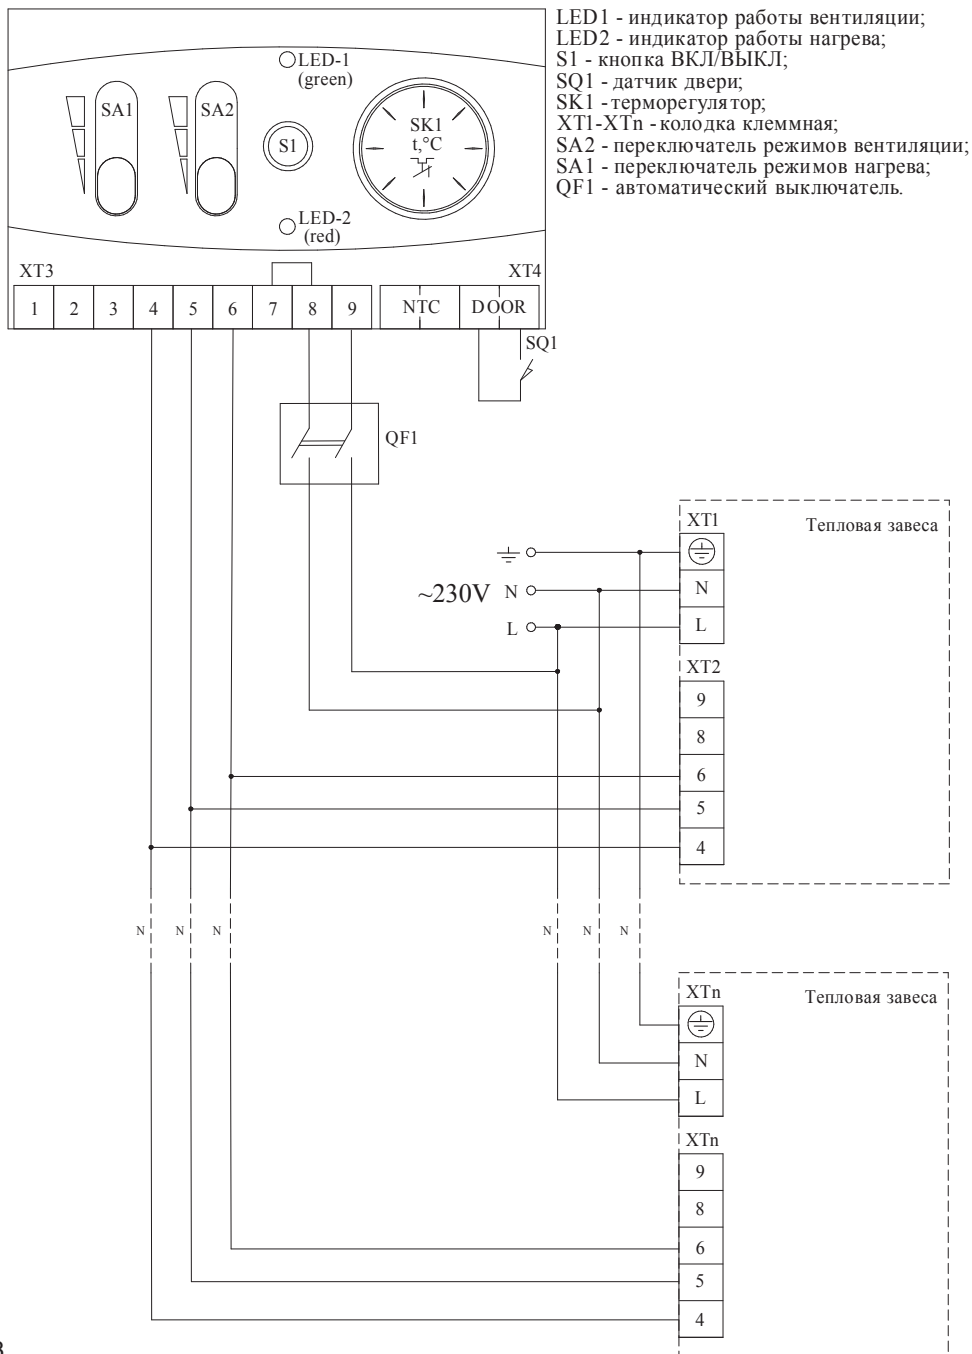 LED1 - индикатор работы вентиляции;
LED2 - индикатор работы нагрева;
S1 - кнопка ВКЛ/ВЫКЛ;
SQ1 - датчик двери;
SK1 - терморегулятор;
XT1-XTn - колодка клеммная;
SA2 - переключатель режимов вентиляции;
SA1 - переключатель режимов нагрева;
QF1 - автоматический выключатель.
LED-1
(green)
SA1
SA2
S1
SK1
t,°C
LED-2
(red)
XT3
XT4
1 2 3 4 5 6 7 8 9 NTC DOOR
SQ1
QF1
XT1
Тепловая завеса
~230V
N
L
N
L
XT2
9
8
6
5
4
N N N N N N
XTn
Тепловая завеса
N
L
XTn
9
8
6
5
4